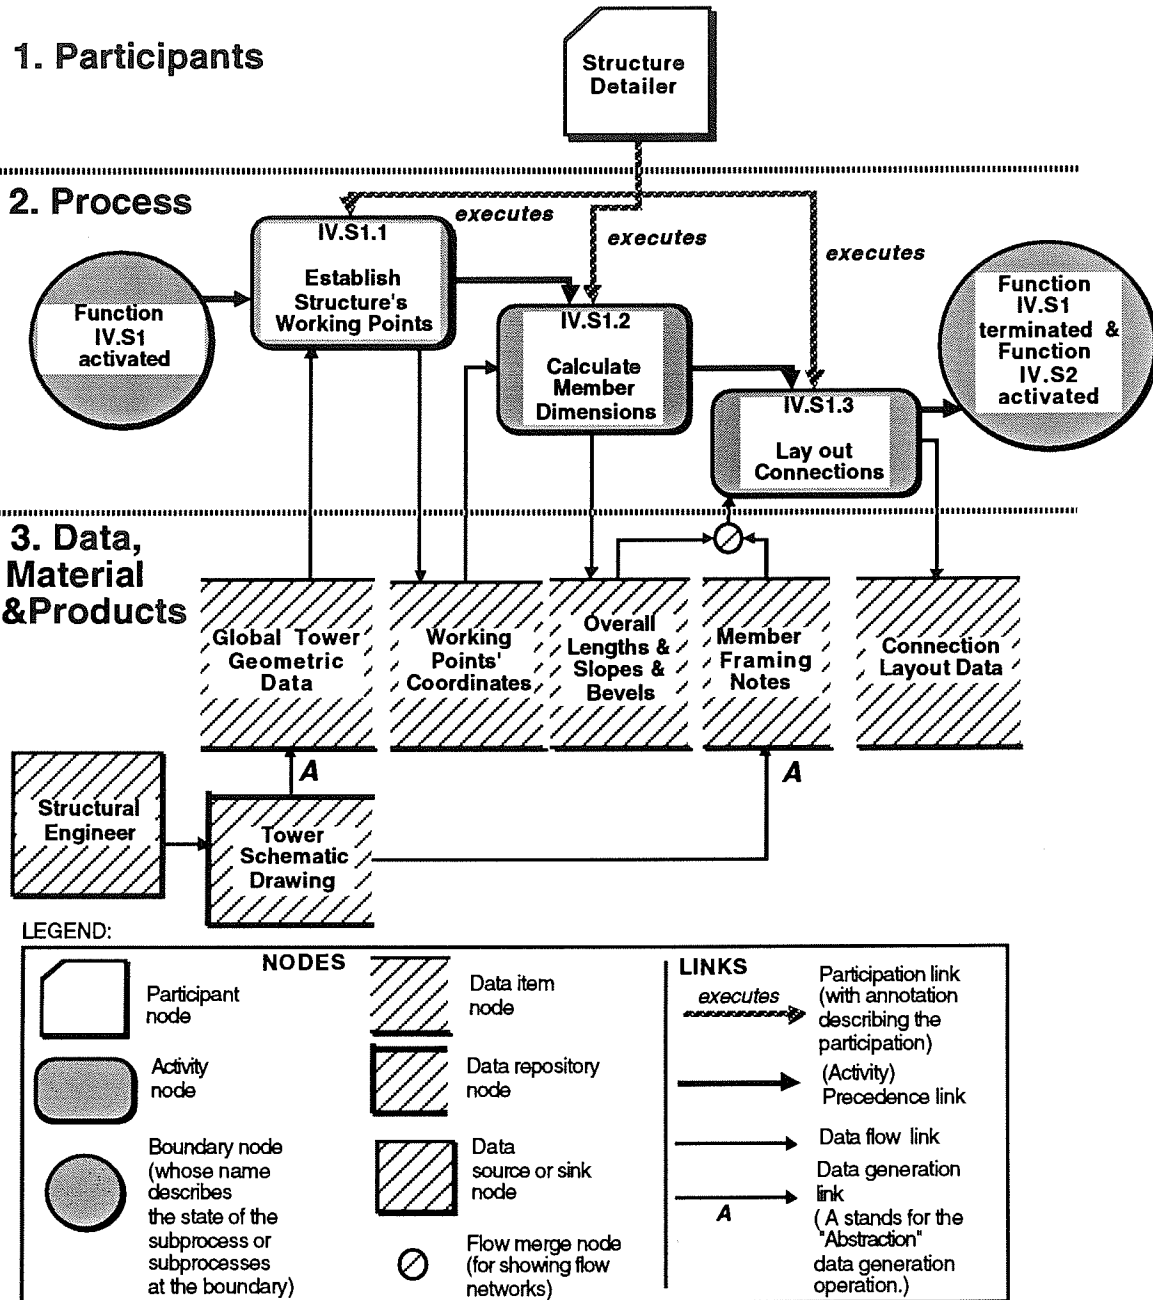 1. Participants
Structure
Detailer
2. Process
executes
executes
executes
Function
IV.S1
activated
IV.S1.1
Establish
Structure's
Working Points
IV.S1.2
Calculate
Member
Dimensions
IV.S1.3
Lay out
Connections
Function
IV.S1
terminated &
Function
IV.S2
activated
3. Data,
Material
&Products
Global Tower
Geometric
Data
Working
Points'
Coordinates
Overall
Lengths &
Slopes &
Bevels
Member
Framing
Notes
Connection
Layout Data
A
A
Structural
Engineer
Tower
Schematic
Drawing
LEGEND:
NODES
Participant
node
Activity
node
Boundary node
(whose name
describes
the state of the
subprocess or
subprocesses
at the boundary)
Data item
node
Data repository
node
Data
source or sink
node
Flow merge node
(for showing flow
networks)
LINKS
executes
Participation link
(with annotation
describing the
participation)
(Activity)
Precedence link
Data flow link
A
Data generation
link
( A stands for the
"Abstraction"
data generation
operation.)